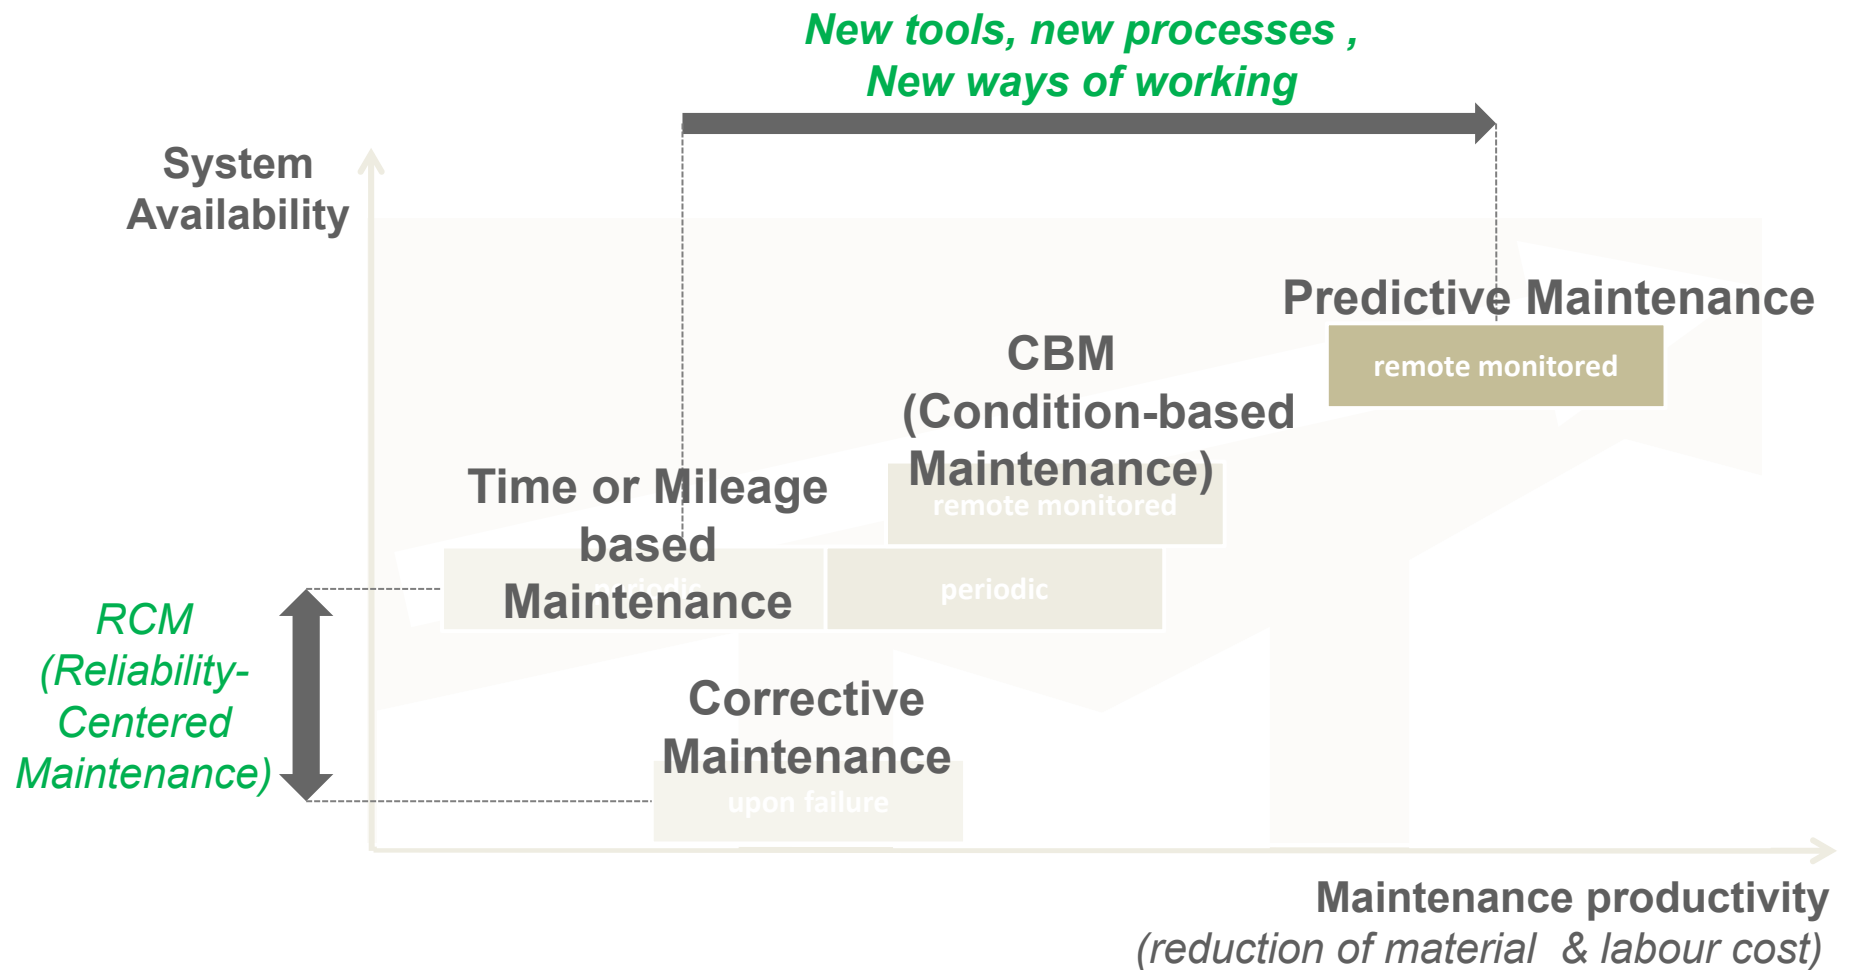 New tools, new processes ,
New ways of working
System
Availability
Predictive Maintenance
remote monitored
CBM
(Condition-based
Maintenance)
remote monitored
Time or Mileage
based
Maintenance
periodic
periodic
RCM
(Reliability-
Centered
Maintenance)
Corrective
Maintenance
upon failure
Maintenance productivity
(reduction of material  & labour cost)